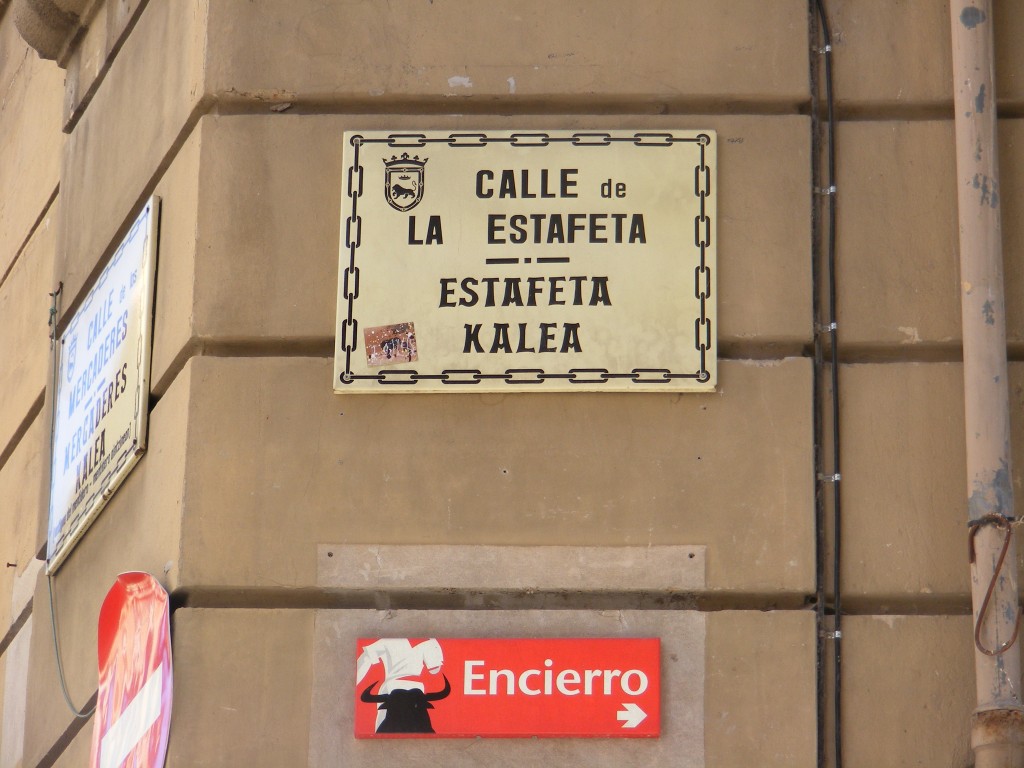 CALLE de
LA ESTAFETA
ESTAFETA
KALEA
CALLE de los
MERCADERES
MERCADERES
KALEA
Encierro